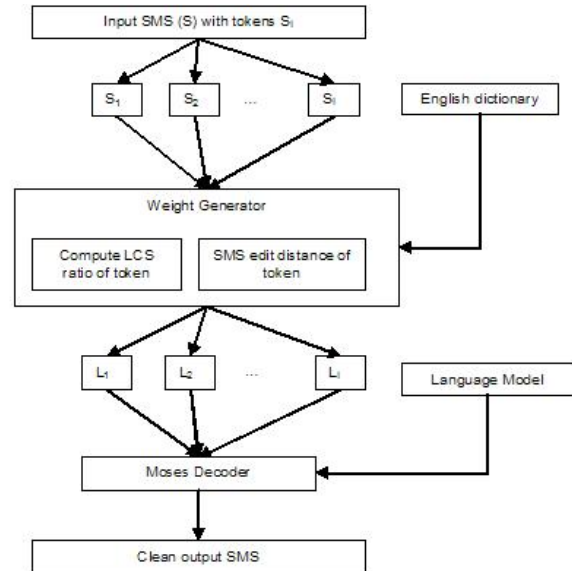 Input SMS (S) with tokens Sᵢ
S₁
S₂
...
Sᵢ
English dictionary
Weight Generator
Compute LCS
ratio of token
SMS edit distance of
token
L₁
L₂
...
Lᵢ
Language Model
Moses Decoder
Clean output SMS